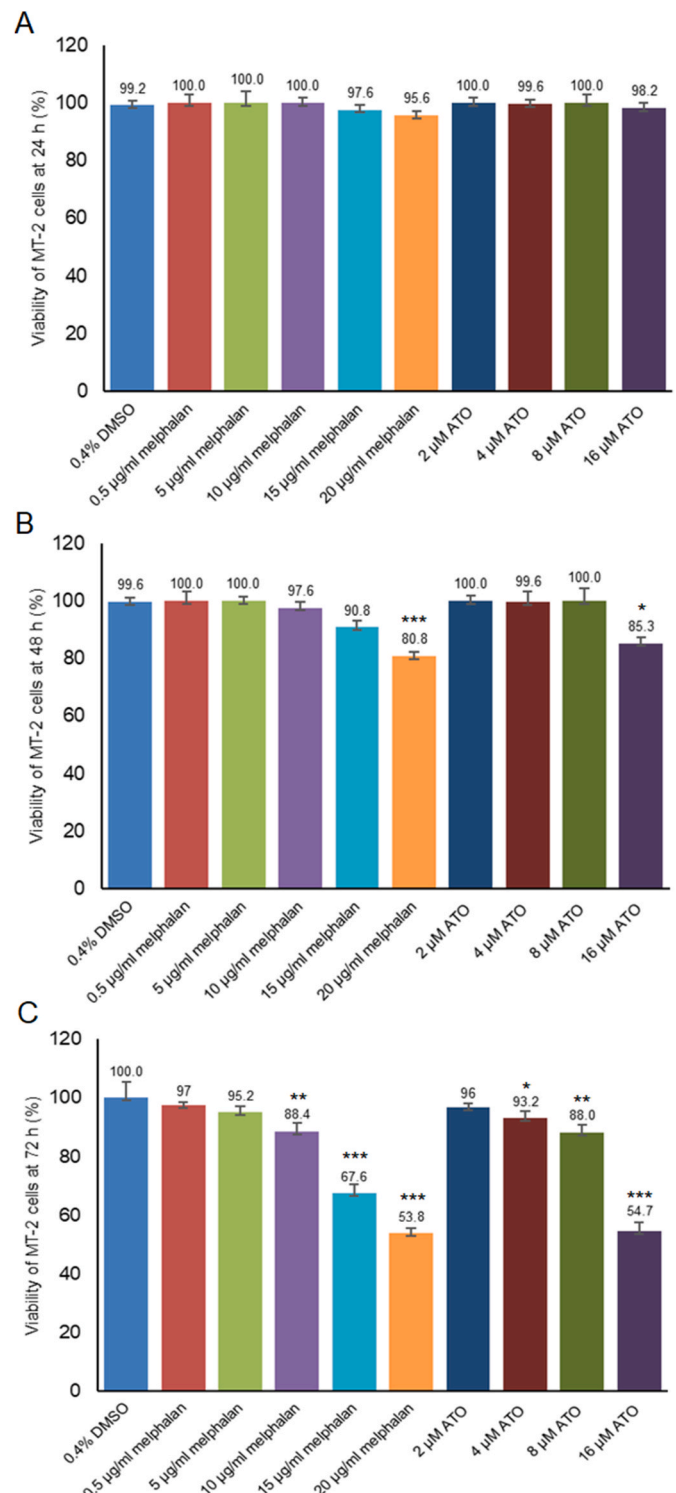 A
120
100
80
60
40
20
0
Viability of MT-2 cells at 24 h (%)
99.2 100.0 100.0 100.0 97.6 95.6 100.0 99.6 100.0 98.2
0.4% DMSO
0.5 µg/ml melphalan
5 µg/ml melphalan
10 µg/ml melphalan
15 µg/ml melphalan
20 µg/ml melphalan
2 µM ATO
4 µM ATO
8 µM ATO
16 µM ATO
B
120
100
80
60
40
20
0
Viability of MT-2 cells at 48 h (%)
99.6 100.0 100.0 97.6 90.8 *** 80.8 100.0 99.6 100.0 * 85.3
0.4% DMSO
0.5 µg/ml melphalan
5 µg/ml melphalan
10 µg/ml melphalan
15 µg/ml melphalan
20 µg/ml melphalan
2 µM ATO
4 µM ATO
8 µM ATO
16 µM ATO
C
120
100
80
60
40
20
0
Viability of MT-2 cells at 72 h (%)
100.0 97 95.2 ** 88.4 *** 67.6 *** 53.8 96 * 93.2 ** 88.0 *** 54.7
0.4% DMSO
0.5 µg/ml melphalan
5 µg/ml melphalan
10 µg/ml melphalan
15 µg/ml melphalan
20 µg/ml melphalan
2 µM ATO
4 µM ATO
8 µM ATO
16 µM ATO